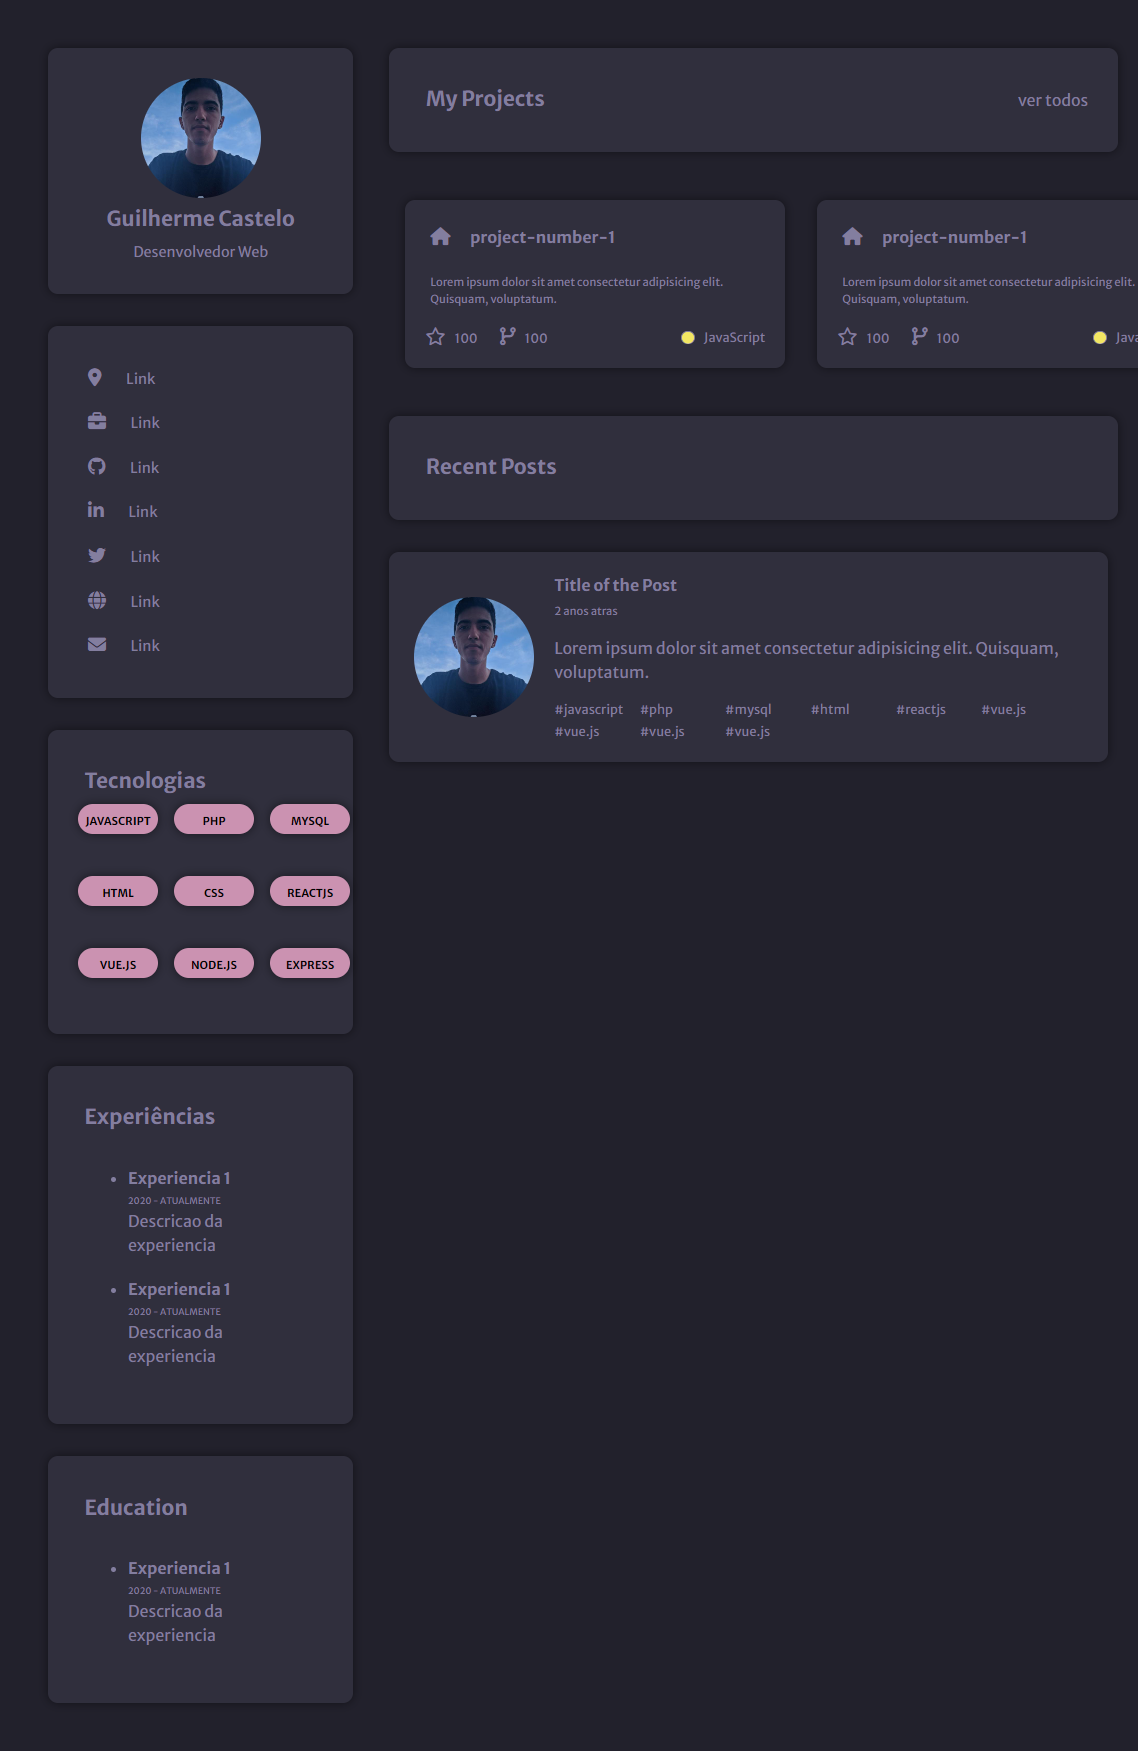 Guilherme Castelo
Desenvolvedor Web
Link
Link
Link
Link
Link
Link
Link
Tecnologias
JAVASCRIPT PHP MYSQL
HTML CSS REACTJS
VUE.JS NODE.JS EXPRESS
Experiências
Experiencia 1
2020 - ATUALMENTE
Descricao da
experiencia
Experiencia 1
2020 - ATUALMENTE
Descricao da
experiencia
Education
Experiencia 1
2020 - ATUALMENTE
Descricao da
experiencia
My Projects ver todos
project-number-1
Lorem ipsum dolor sit amet consectetur adipisicing elit.
Quisquam, voluptatum.
100 100 JavaScript
project-number-1
Lorem ipsum dolor sit amet consectetur adipisicing elit.
Quisquam, voluptatum.
100 100
Recent Posts
Title of the Post
2 anos atras
Lorem ipsum dolor sit amet consectetur adipisicing elit. Quisquam,
voluptatum.
#javascript #php #mysql #html #reactjs #vue.js
#vue.js #vue.js #vue.js